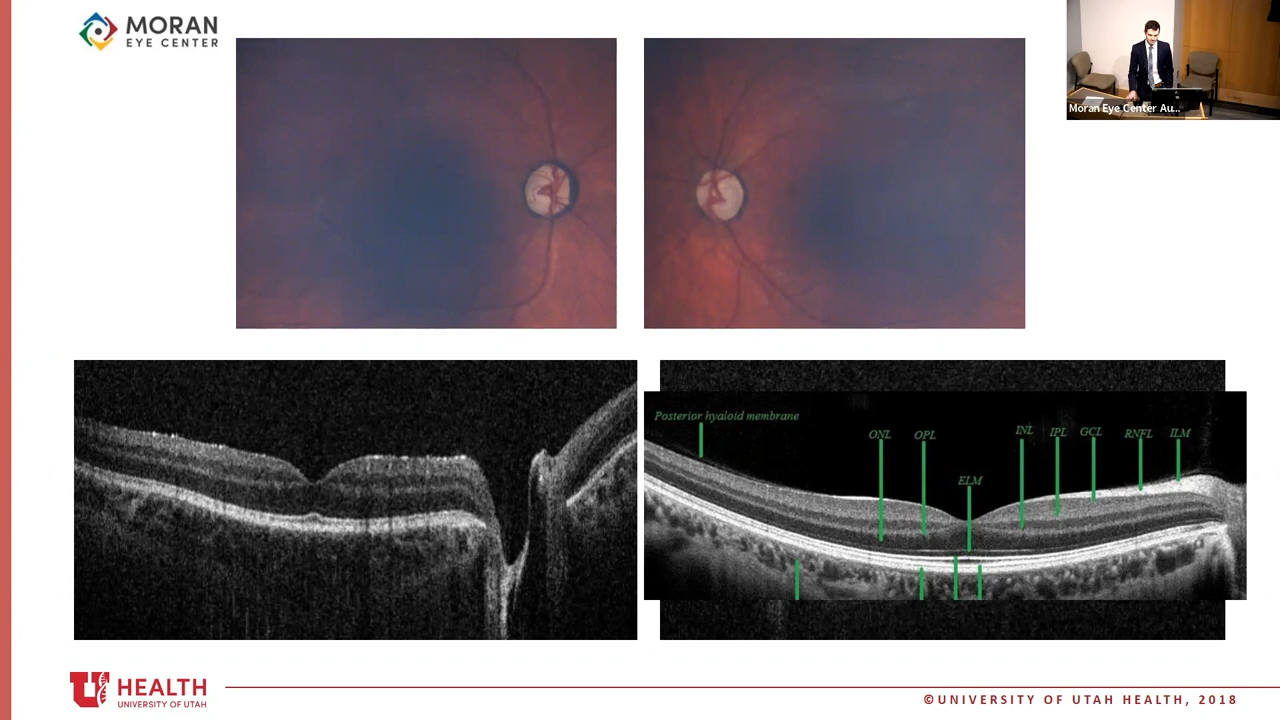 MORAN
EYE CENTER
Moran Eye Center Au...
Posterior hyaloid membrane
ONL
OPL
ELM
INL
IPL
GCL
RNFL
ILM
U
HEALTH
UNIVERSITY OF UTAH
©UNIVERSITY OF UTAH HEALTH, 2018